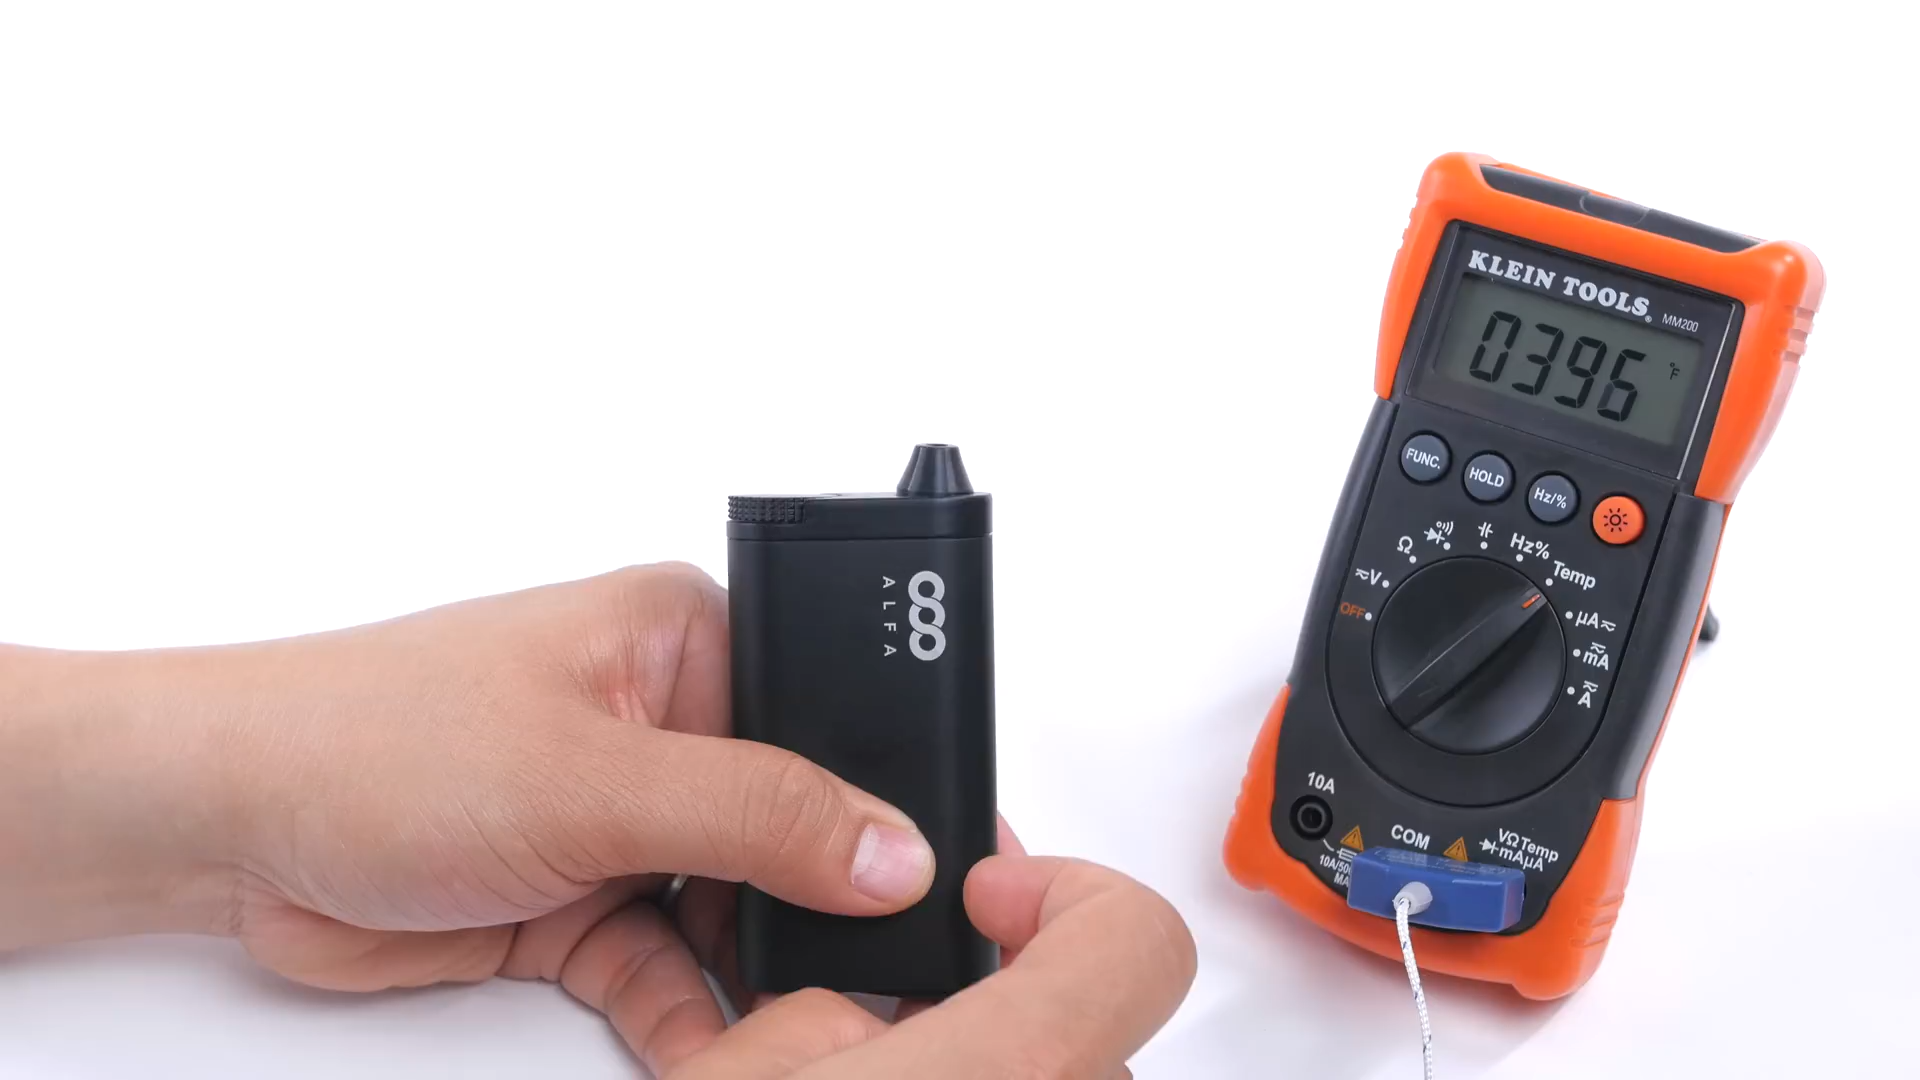 ALFA
KLEIN TOOLS®
MM200
0396 °F
FUNC.
HOLD
Hz/%
Ω
Hz%
Temp
V
OFF
µA
mA
A
10A
COM
VΩTemp
mAµA